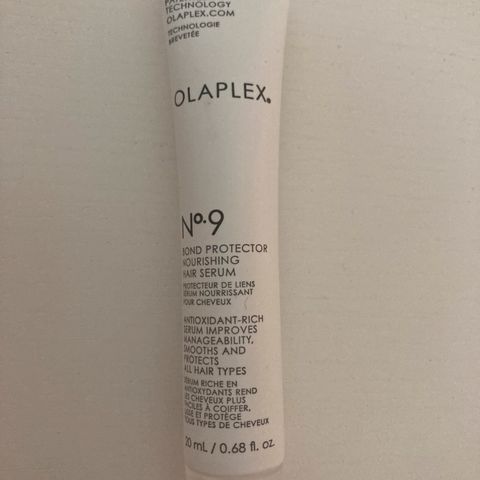 TECHNOLOGY
OLAPLEX.COM
TECHNOLOGIE
BREVETÉE
OLAPLEX.
No.9
BOND PROTECTOR
NOURISHING
HAIR SERUM
PROTECTEUR DE LIENS
SÉRUM NOURRISSANT
POUR CHEVEUX
ANTIOXIDANT-RICH
SERUM IMPROVES
MANAGEABILITY,
SMOOTHS AND
PROTECTS
ALL HAIR TYPES
SÉRUM RICHE EN
ANTIOXYDANTS REND
LES CHEVEUX PLUS
FACILES À COIFFER,
LISSE ET PROTÈGE
TOUS TYPES DE CHEVEUX
20 mL / 0.68 fl. oz.